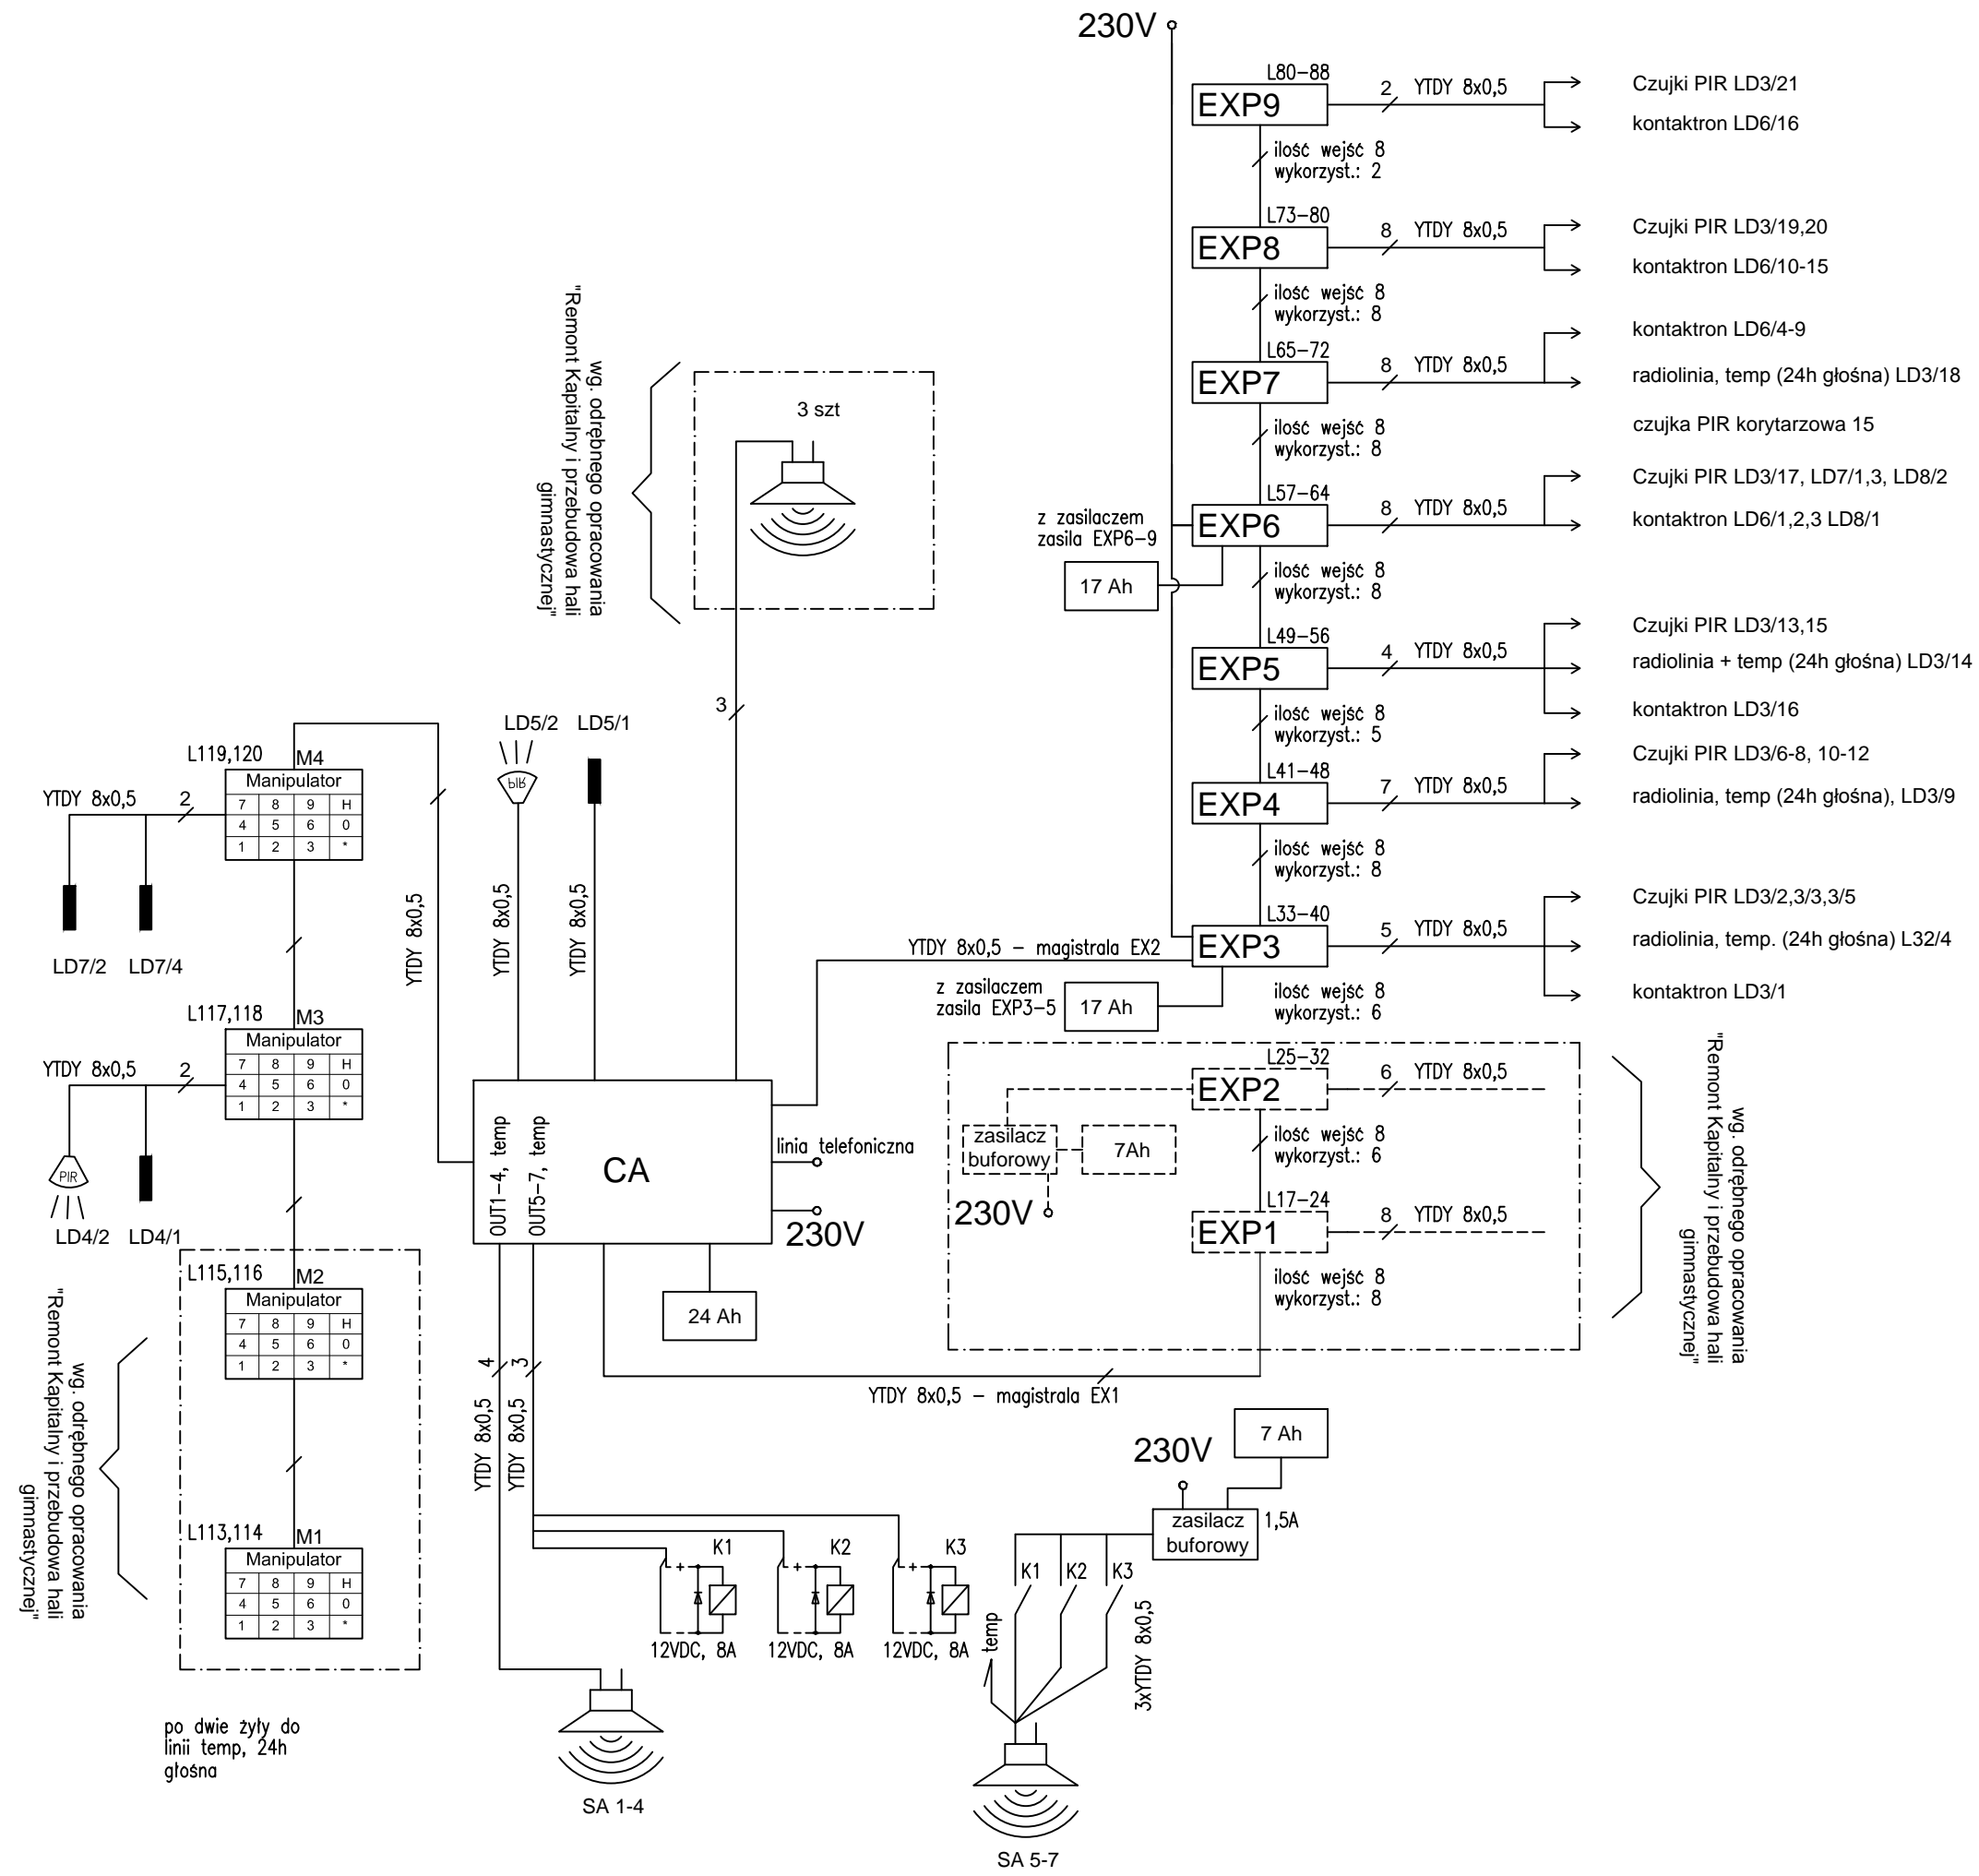 230V
L80-88
EXP9
2
YTDY 8x0,5
Czujki PIR LD3/21
kontaktron LD6/16
ilość wejść 8
wykorzyst.: 2
L73-80
EXP8
8
YTDY 8x0,5
Czujki PIR LD3/19,20
kontaktron LD6/10-15
ilość wejść 8
wykorzyst.: 8
L65-72
EXP7
8
YTDY 8x0,5
kontaktron LD6/4-9
radiolinia, temp (24h głośna) LD3/18
czujka PIR korytarzowa 15
ilość wejść 8
wykorzyst.: 8
L57-64
EXP6
8
YTDY 8x0,5
Czujki PIR LD3/17, LD7/1,3, LD8/2
kontaktron LD6/1,2,3 LD8/1
z zasilaczem
zasila EXP6-9
17 Ah
ilość wejść 8
wykorzyst.: 8
L49-56
EXP5
4
YTDY 8x0,5
Czujki PIR LD3/13,15
radiolinia + temp (24h głośna) LD3/14
kontaktron LD3/16
ilość wejść 8
wykorzyst.: 5
L41-48
EXP4
7
YTDY 8x0,5
Czujki PIR LD3/6-8, 10-12
radiolinia, temp (24h głośna), LD3/9
ilość wejść 8
wykorzyst.: 8
L33-40
EXP3
5
YTDY 8x0,5
Czujki PIR LD3/2,3/3,3/5
radiolinia, temp. (24h głośna) L32/4
kontaktron LD3/1
YTDY 8x0,5 - magistrala EX2
z zasilaczem
zasila EXP3-5
17 Ah
ilość wejść 8
wykorzyst.: 6
L25-32
EXP2
6
YTDY 8x0,5
zasilacz
buforowy
7Ah
230V
ilość wejść 8
wykorzyst.: 6
L17-24
EXP1
8
YTDY 8x0,5
ilość wejść 8
wykorzyst.: 8
wg. odrębnego opracowania
"Remont Kapitalny i przebudowa hali
gimnastycznej"
wg. odrębnego opracowania
"Remont Kapitalny i przebudowa hali
gimnastycznej"
3 szt
3
LD5/2
LD5/1
PIR
YTDY 8x0,5
YTDY 8x0,5
YTDY 8x0,5
L119,120
M4
Manipulator
7 8 9 H
4 5 6 0
1 2 3 *
YTDY 8x0,5
2
LD7/2
LD7/4
L117,118
M3
Manipulator
7 8 9 H
4 5 6 0
1 2 3 *
YTDY 8x0,5
2
PIR
LD4/2
LD4/1
L115,116
M2
Manipulator
7 8 9 H
4 5 6 0
1 2 3 *
L113,114
M1
Manipulator
7 8 9 H
4 5 6 0
1 2 3 *
wg. odrębnego opracowania
"Remont Kapitalny i przebudowa hali
gimnastycznej"
po dwie żyły do
linii temp, 24h
głośna
OUT1-4, temp
OUT5-7, temp
CA
linia telefoniczna
230V
24 Ah
4
3
YTDY 8x0,5
YTDY 8x0,5
YTDY 8x0,5 - magistrala EX1
K1
+
12VDC, 8A
K2
+
12VDC, 8A
K3
+
12VDC, 8A
SA 1-4
230V
7 Ah
zasilacz
buforowy
1,5A
K1
K2
K3
temp
3xYTDY 8x0,5
SA 5-7